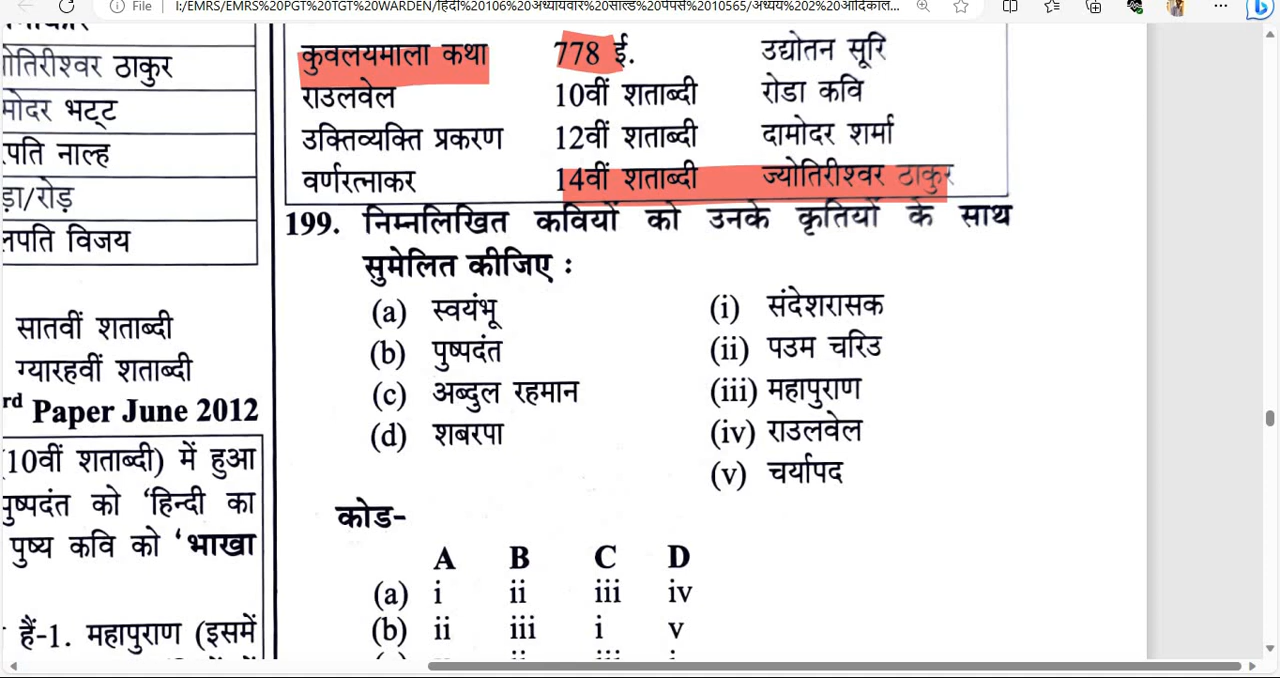 File I:/EMRS/EMRS%20PGT%20TGT%20WARDEN/हिंदी%20106%20अध्यायवार%20साल्वड%20पेपर्स%2010565/अध्याय%202%20आदिकाल...
ोतिरीश्वर ठाकुर
मोदर भट्ट
पति नाल्ह
ड़ा/रोड़
नपति विजय
सातवीं शताब्दी
ग्यारहवीं शताब्दी
rd Paper June 2012
(10वीं शताब्दी) में हुआ
पुष्पदंत को 'हिन्दी का
पुष्य कवि को 'भाखा
हैं-1. महापुराण (इसमें
कुवलयमाला कथा 778 ई. उद्योतन सूरि
राउलवेल 10वीं शताब्दी रोडा कवि
उक्तिव्यक्ति प्रकरण 12वीं शताब्दी दामोदर शर्मा
वर्णरत्नाकर 14वीं शताब्दी ज्योतिरीश्वर ठाकुर
199. निम्नलिखित कवियों को उनके कृतियों के साथ
सुमेलित कीजिए :
(a) स्वयंभू (i) संदेशरासक
(b) पुष्पदंत (ii) पउम चरिउ
(c) अब्दुल रहमान (iii) महापुराण
(d) शबरपा (iv) राउलवेल
(v) चर्यापद
कोड-
A B C D
(a) i ii iii iv
(b) ii iii i v